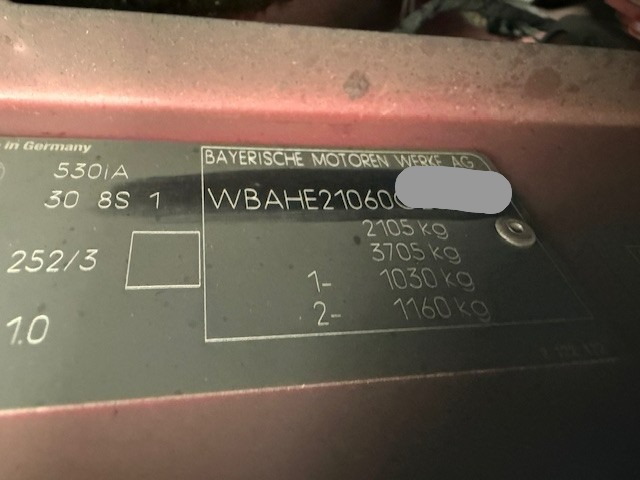 in Germany
530iA
30 8S 1
252/3
1.0
BAYERISCHE MOTOREN WERKE AG
WBAHE21060
2105 kg
3705 kg
1- 1030 kg
2- 1160 kg